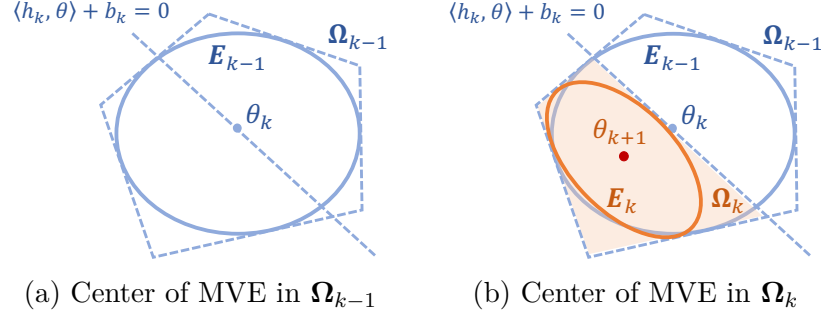 ⟨h_k, θ⟩ + b_k = 0
Ω_{k−1}
E_{k−1}
θ_k
(a) Center of MVE in Ω_{k−1}
⟨h_k, θ⟩ + b_k = 0
Ω_{k−1}
E_{k−1}
θ_k
θ_{k+1}
E_k
Ω_k
(b) Center of MVE in Ω_k